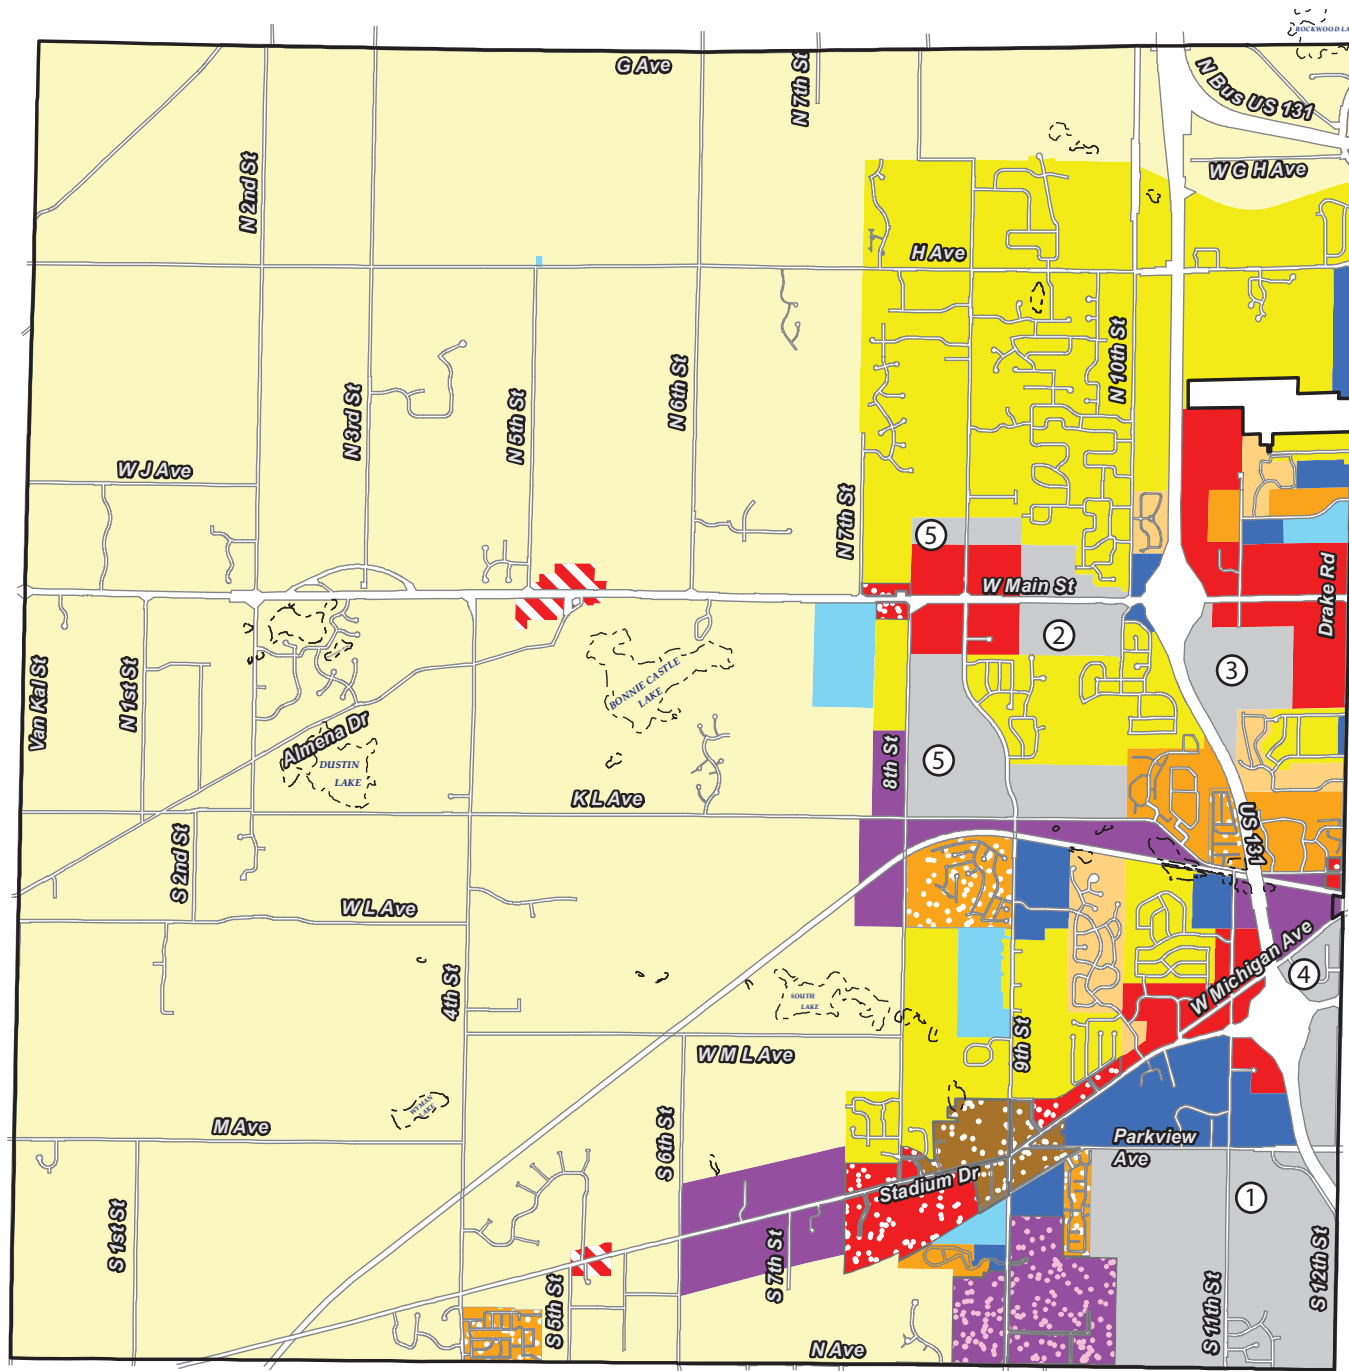 ROCKWOOD LA
G Ave
N 7th St
N Bus US 131
W G H Ave
N 2nd St
H Ave
N 10th St
N 3rd St
N 5th St
N 6th St
W J Ave
N 7th St
5
W Main St
Drake Rd
2
3
Van Kal St
N 1st St
BONNIE CASTLE
LAKE
Almena Dr
DUSTIN
LAKE
8th St
5
K L Ave
US 131
S 2nd St
W L Ave
W Michigan Ave
4
4th St
SOUTH
LAKE
9th St
W M L Ave
WYMAN
LAKE
M Ave
S 6th St
Parkview
Ave
Stadium Dr
1
S 1st St
S 7th St
S 5th St
S 11th St
S 12th St
N Ave